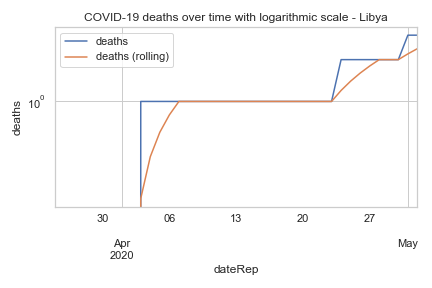 COVID-19 deaths over time with logarithmic scale - Libya
deaths
deaths (rolling)
deaths
10⁰
30 06 13 20 27
Apr May
2020
dateRep